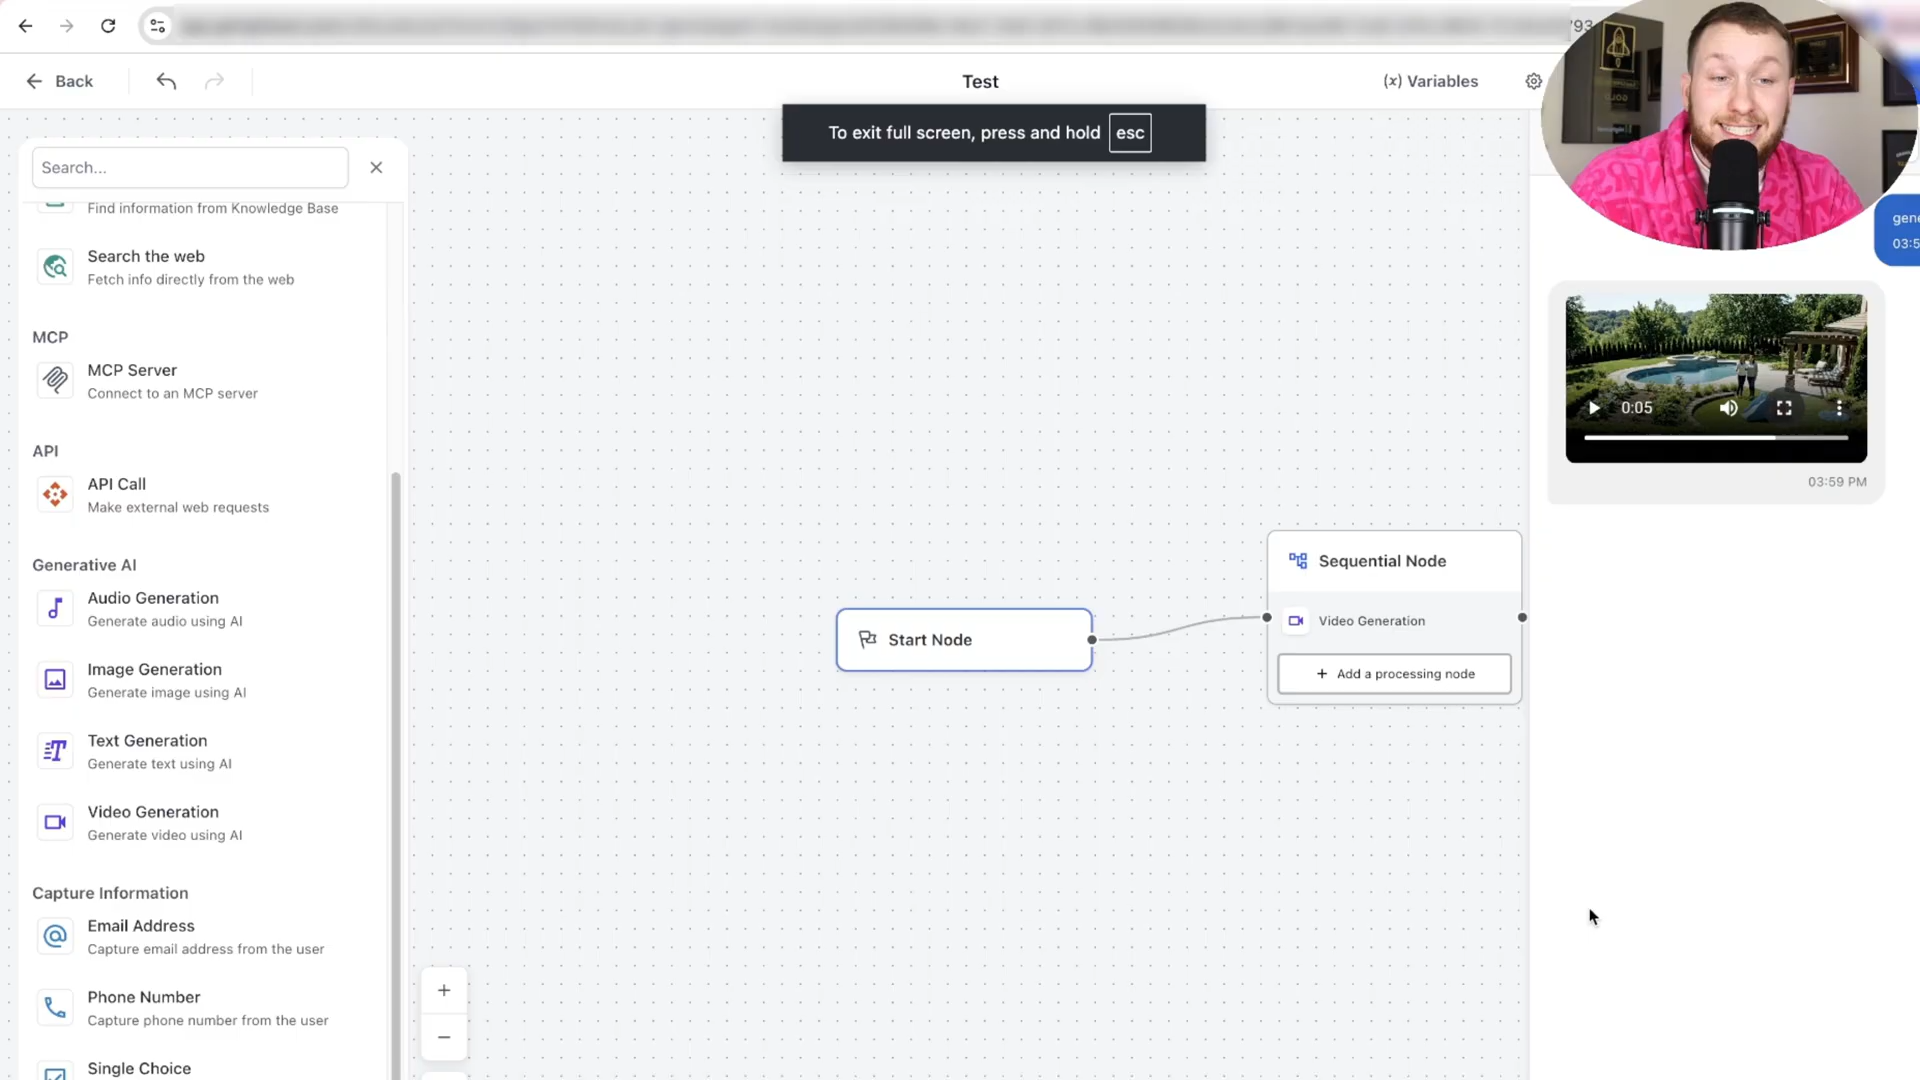 Back
Test
(x) Variables
To exit full screen, press and hold esc
Search...
Find information from Knowledge Base
Search the web
Fetch info directly from the web
MCP
MCP Server
Connect to an MCP server
API
API Call
Make external web requests
Generative AI
Audio Generation
Generate audio using AI
Image Generation
Generate image using AI
Text Generation
Generate text using AI
Video Generation
Generate video using AI
Capture Information
Email Address
Capture email address from the user
Phone Number
Capture phone number from the user
Single Choice
Start Node
Sequential Node
Video Generation
+ Add a processing node
0:05
03:59 PM